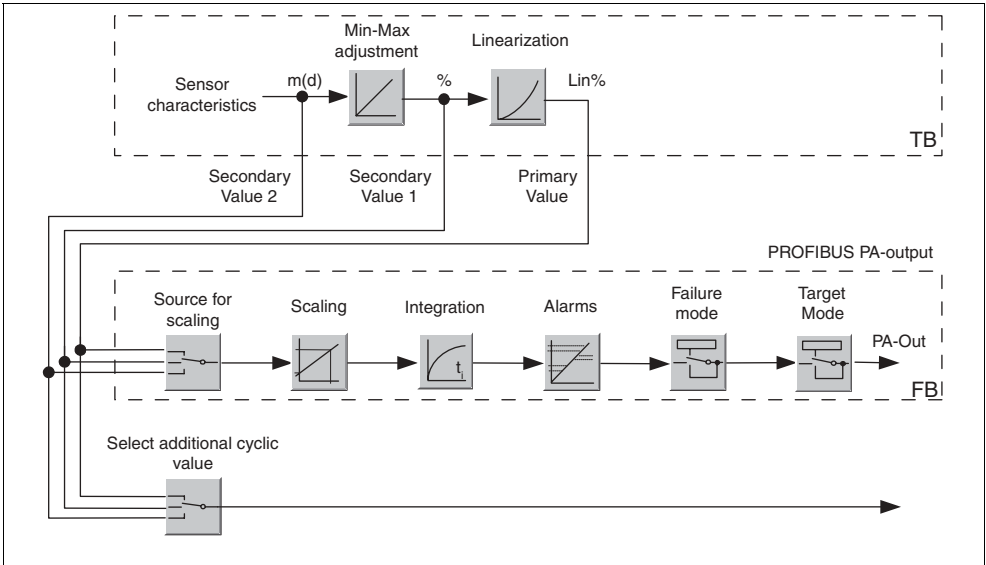 Min-Max
adjustment
Linearization
Sensor
characteristics
m(d)
%
Lin%
TB
Secondary
Value 2
Secondary
Value 1
Primary
Value
PROFIBUS PA-output
Source for
scaling
Scaling
Integration
Alarms
Failure
mode
Target
Mode
ti
PA-Out
FB
Select additional cyclic
value